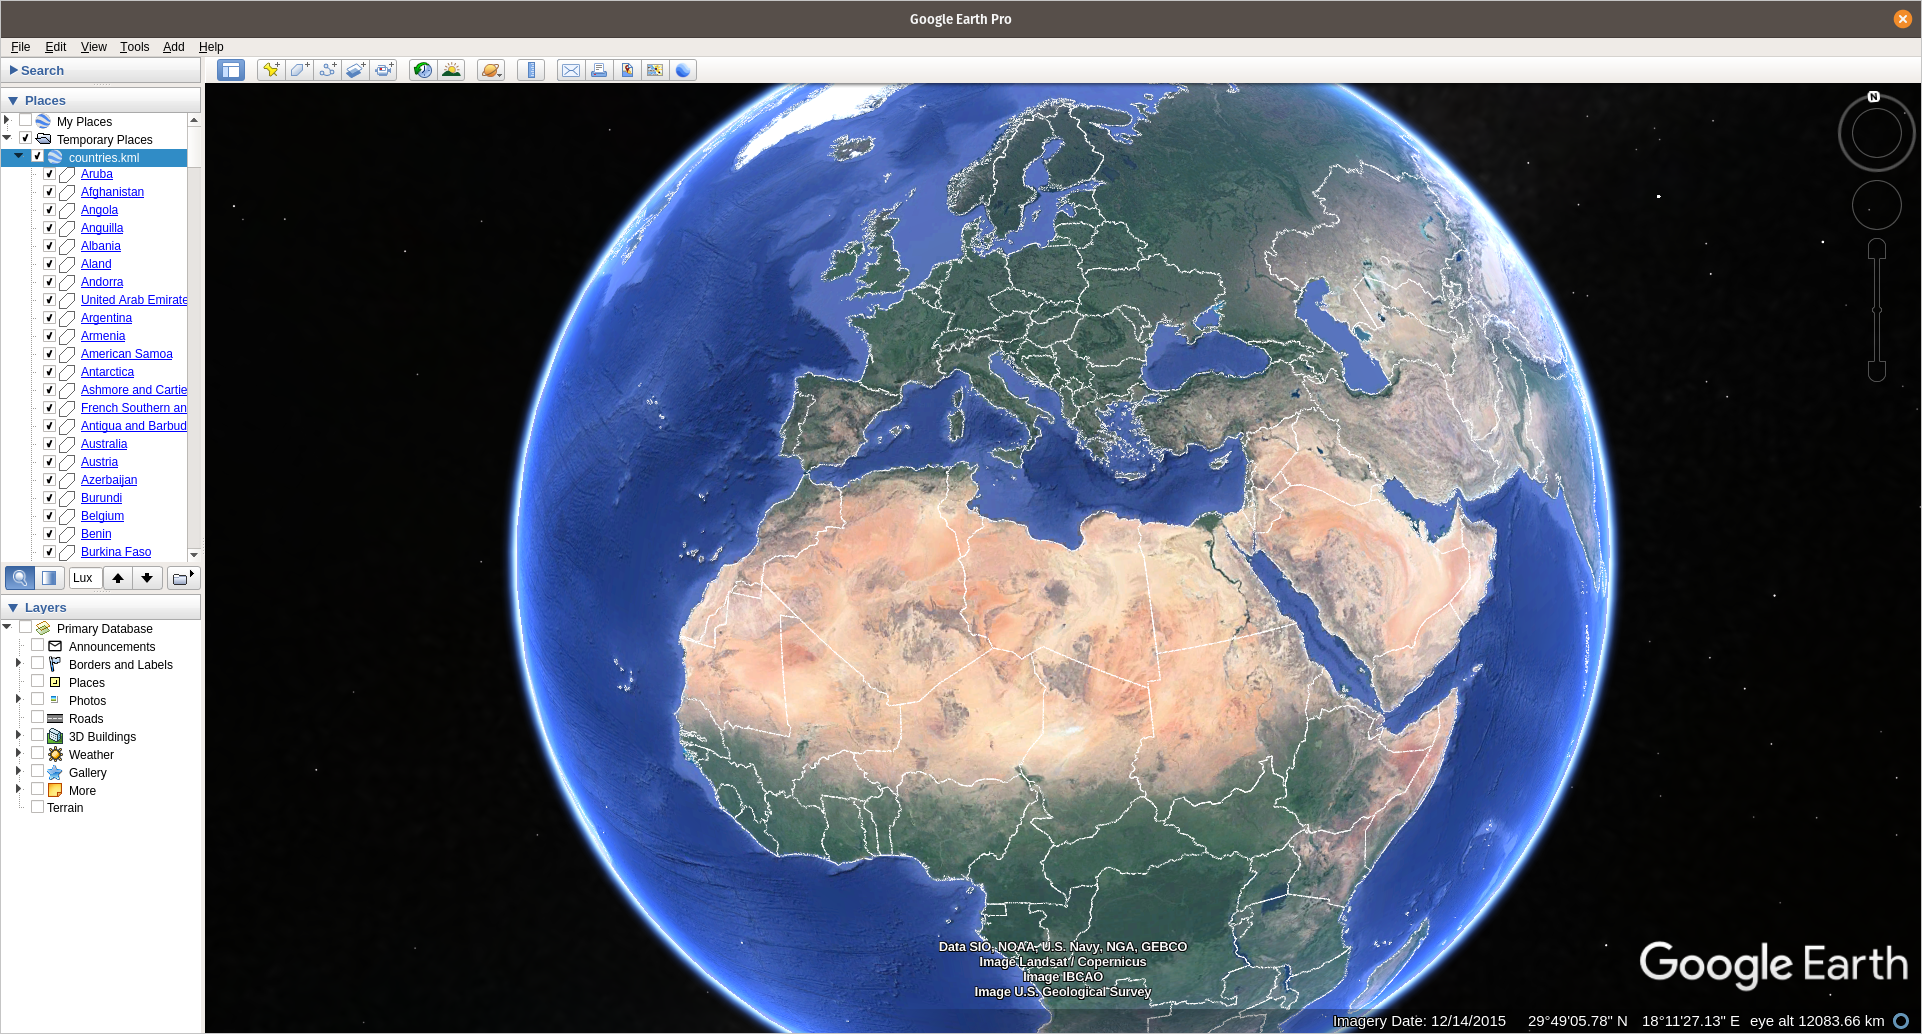 Google Earth Pro
File Edit View Tools Add Help
Search
Places
My Places
Temporary Places
countries.kml
Aruba
Afghanistan
Angola
Anguilla
Albania
Aland
Andorra
United Arab Emirate
Argentina
Armenia
American Samoa
Antarctica
Ashmore and Cartie
French Southern an
Antigua and Barbud
Australia
Austria
Azerbaijan
Burundi
Belgium
Benin
Burkina Faso
Lux
Layers
Primary Database
Announcements
Borders and Labels
Places
Photos
Roads
3D Buildings
Weather
Gallery
More
Terrain
N
Data SIO, NOAA, U.S. Navy, NGA, GEBCO
Image Landsat / Copernicus
Image IBCAO
Image U.S. Geological Survey
Google Earth
Imagery Date: 12/14/2015 29°49'05.78" N 18°11'27.13" E eye alt 12083.66 km